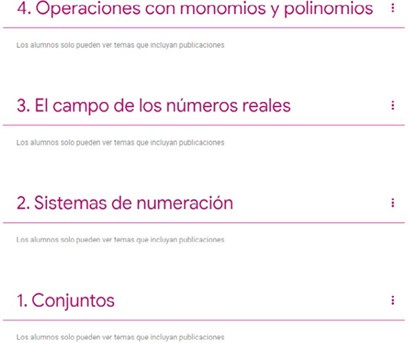 4. Operaciones con monomios y polinomios
Los alumnos solo pueden ver temas que incluyan publicaciones
3. El campo de los números reales
Los alumnos solo pueden ver temas que incluyan publicaciones
2. Sistemas de numeración
Los alumnos solo pueden ver temas que incluyan publicaciones
1. Conjuntos
Los alumnos solo pueden ver temas que incluyan publicaciones